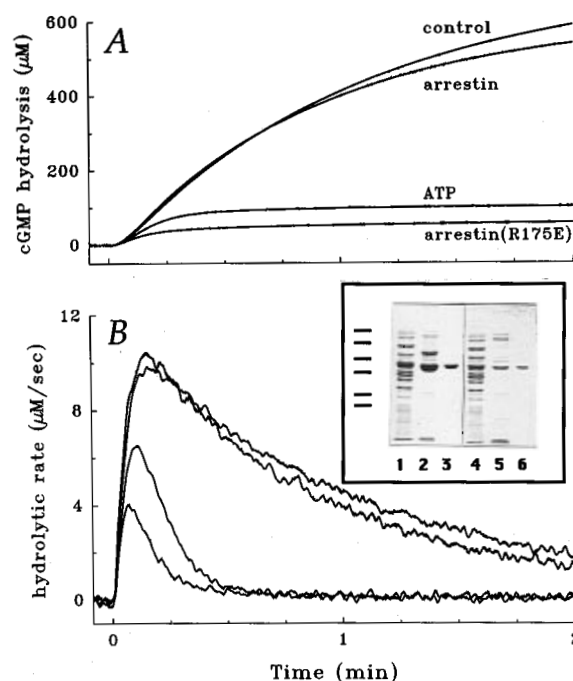 A
cGMP hydrolysis (μM)
600
400
200
0
control
arrestin
ATP
arrestin(R175E)
B
hydrolytic rate (μM/sec)
12
8
4
0
1 2 3 4 5 6
0 1 2
Time (min)